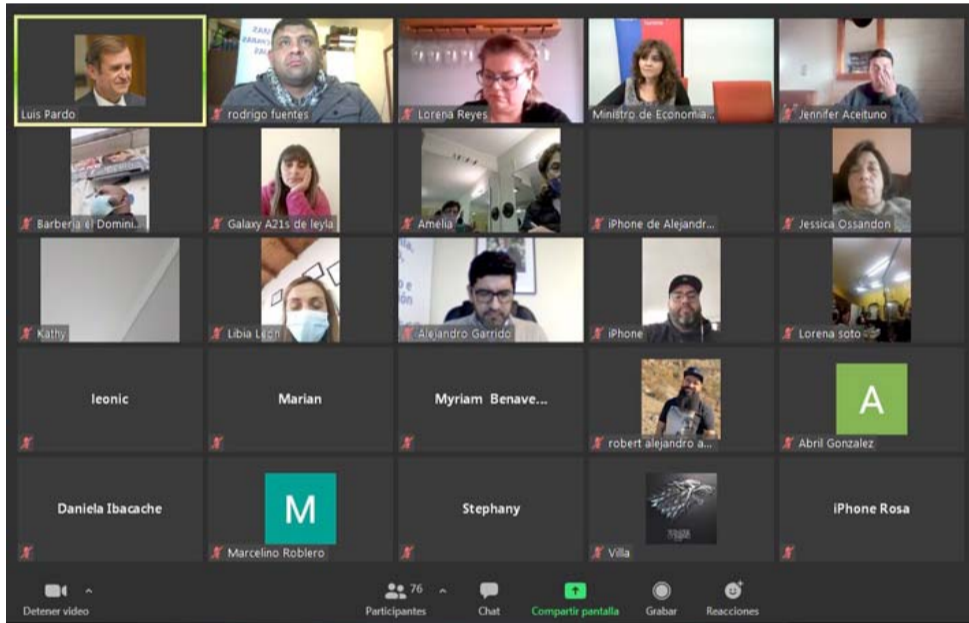 Luis Pardo
rodrigo fuentes
Lorena Reyes
Ministro de Economía...
Jennifer Aceituno
Barbería el Domini...
Galaxy A21s de leyla
Amelia
iPhone de Alejandr...
Jessica Ossandon
Kathy
Libia León
Alejandro Garrido
iPhone
Lorena soto
leonic
Marian
Myriam Benave...
robert alejandro a...
A
Abril Gonzalez
Daniela Ibacache
M
Marcelino Roblero
Stephany
Villa
iPhone Rosa
Detener video
76
Participantes
Chat
Compartir pantalla
Grabar
Reacciones